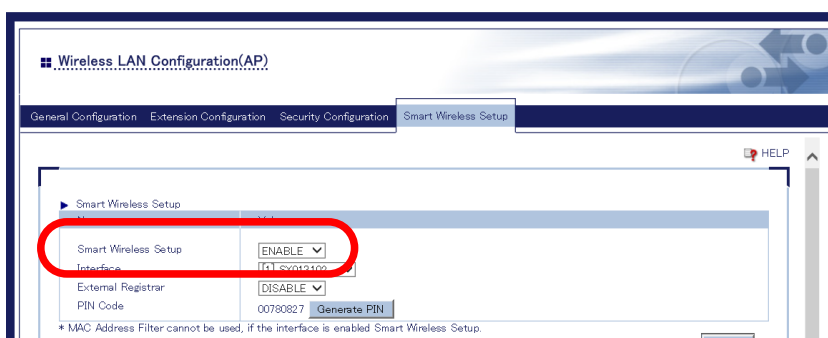 Wireless LAN Configuration(AP)
General Configuration Extension Configuration Security Configuration Smart Wireless Setup
HELP
Smart Wireless Setup
Smart Wireless Setup ENABLE
Interface
External Registrar DISABLE
PIN Code 00780827 Generate PIN
* MAC Address Filter cannot be used, if the interface is enabled Smart Wireless Setup.